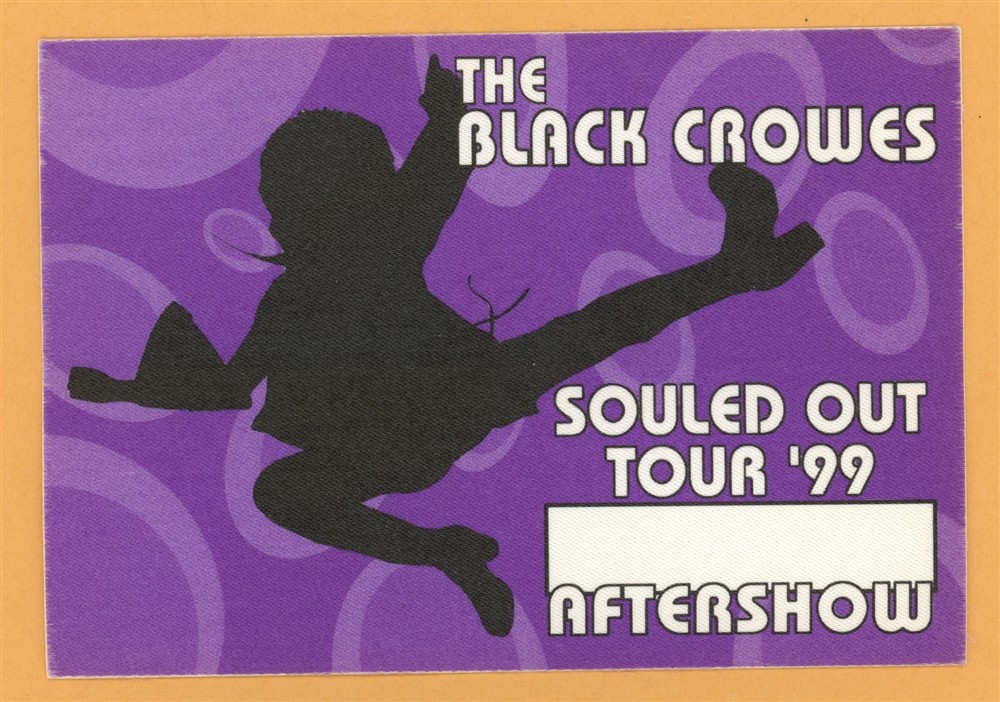 THE
BLACK CROWES
SOULED OUT
TOUR '99
AFTERSHOW